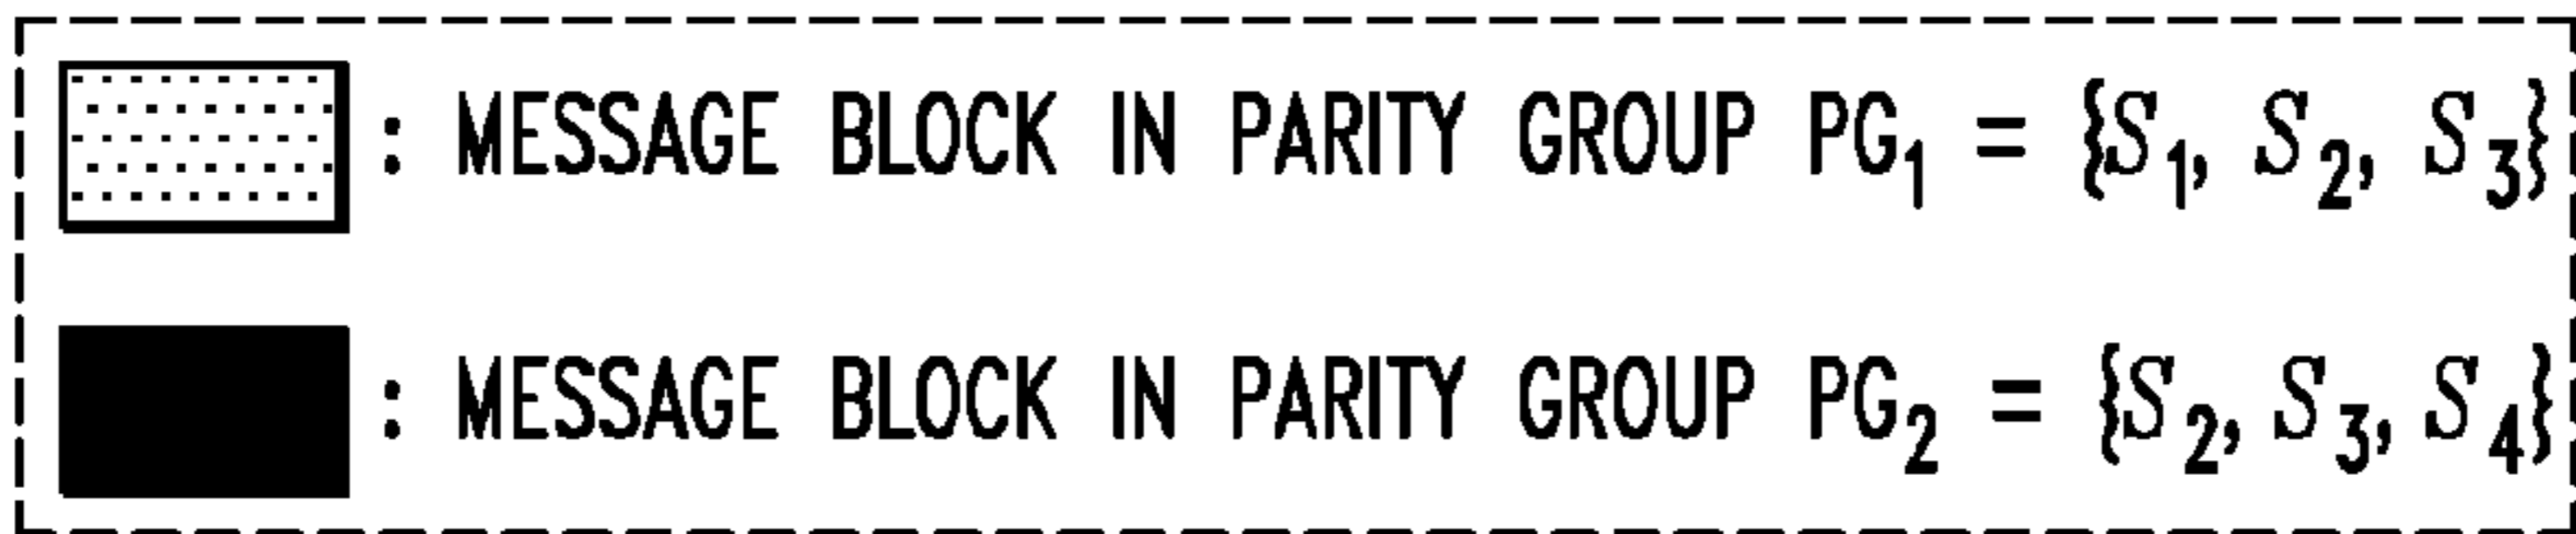 : MESSAGE BLOCK IN PARITY GROUP PG₁ = {S₁, S₂, S₃}
: MESSAGE BLOCK IN PARITY GROUP PG₂ = {S₂, S₃, S₄}